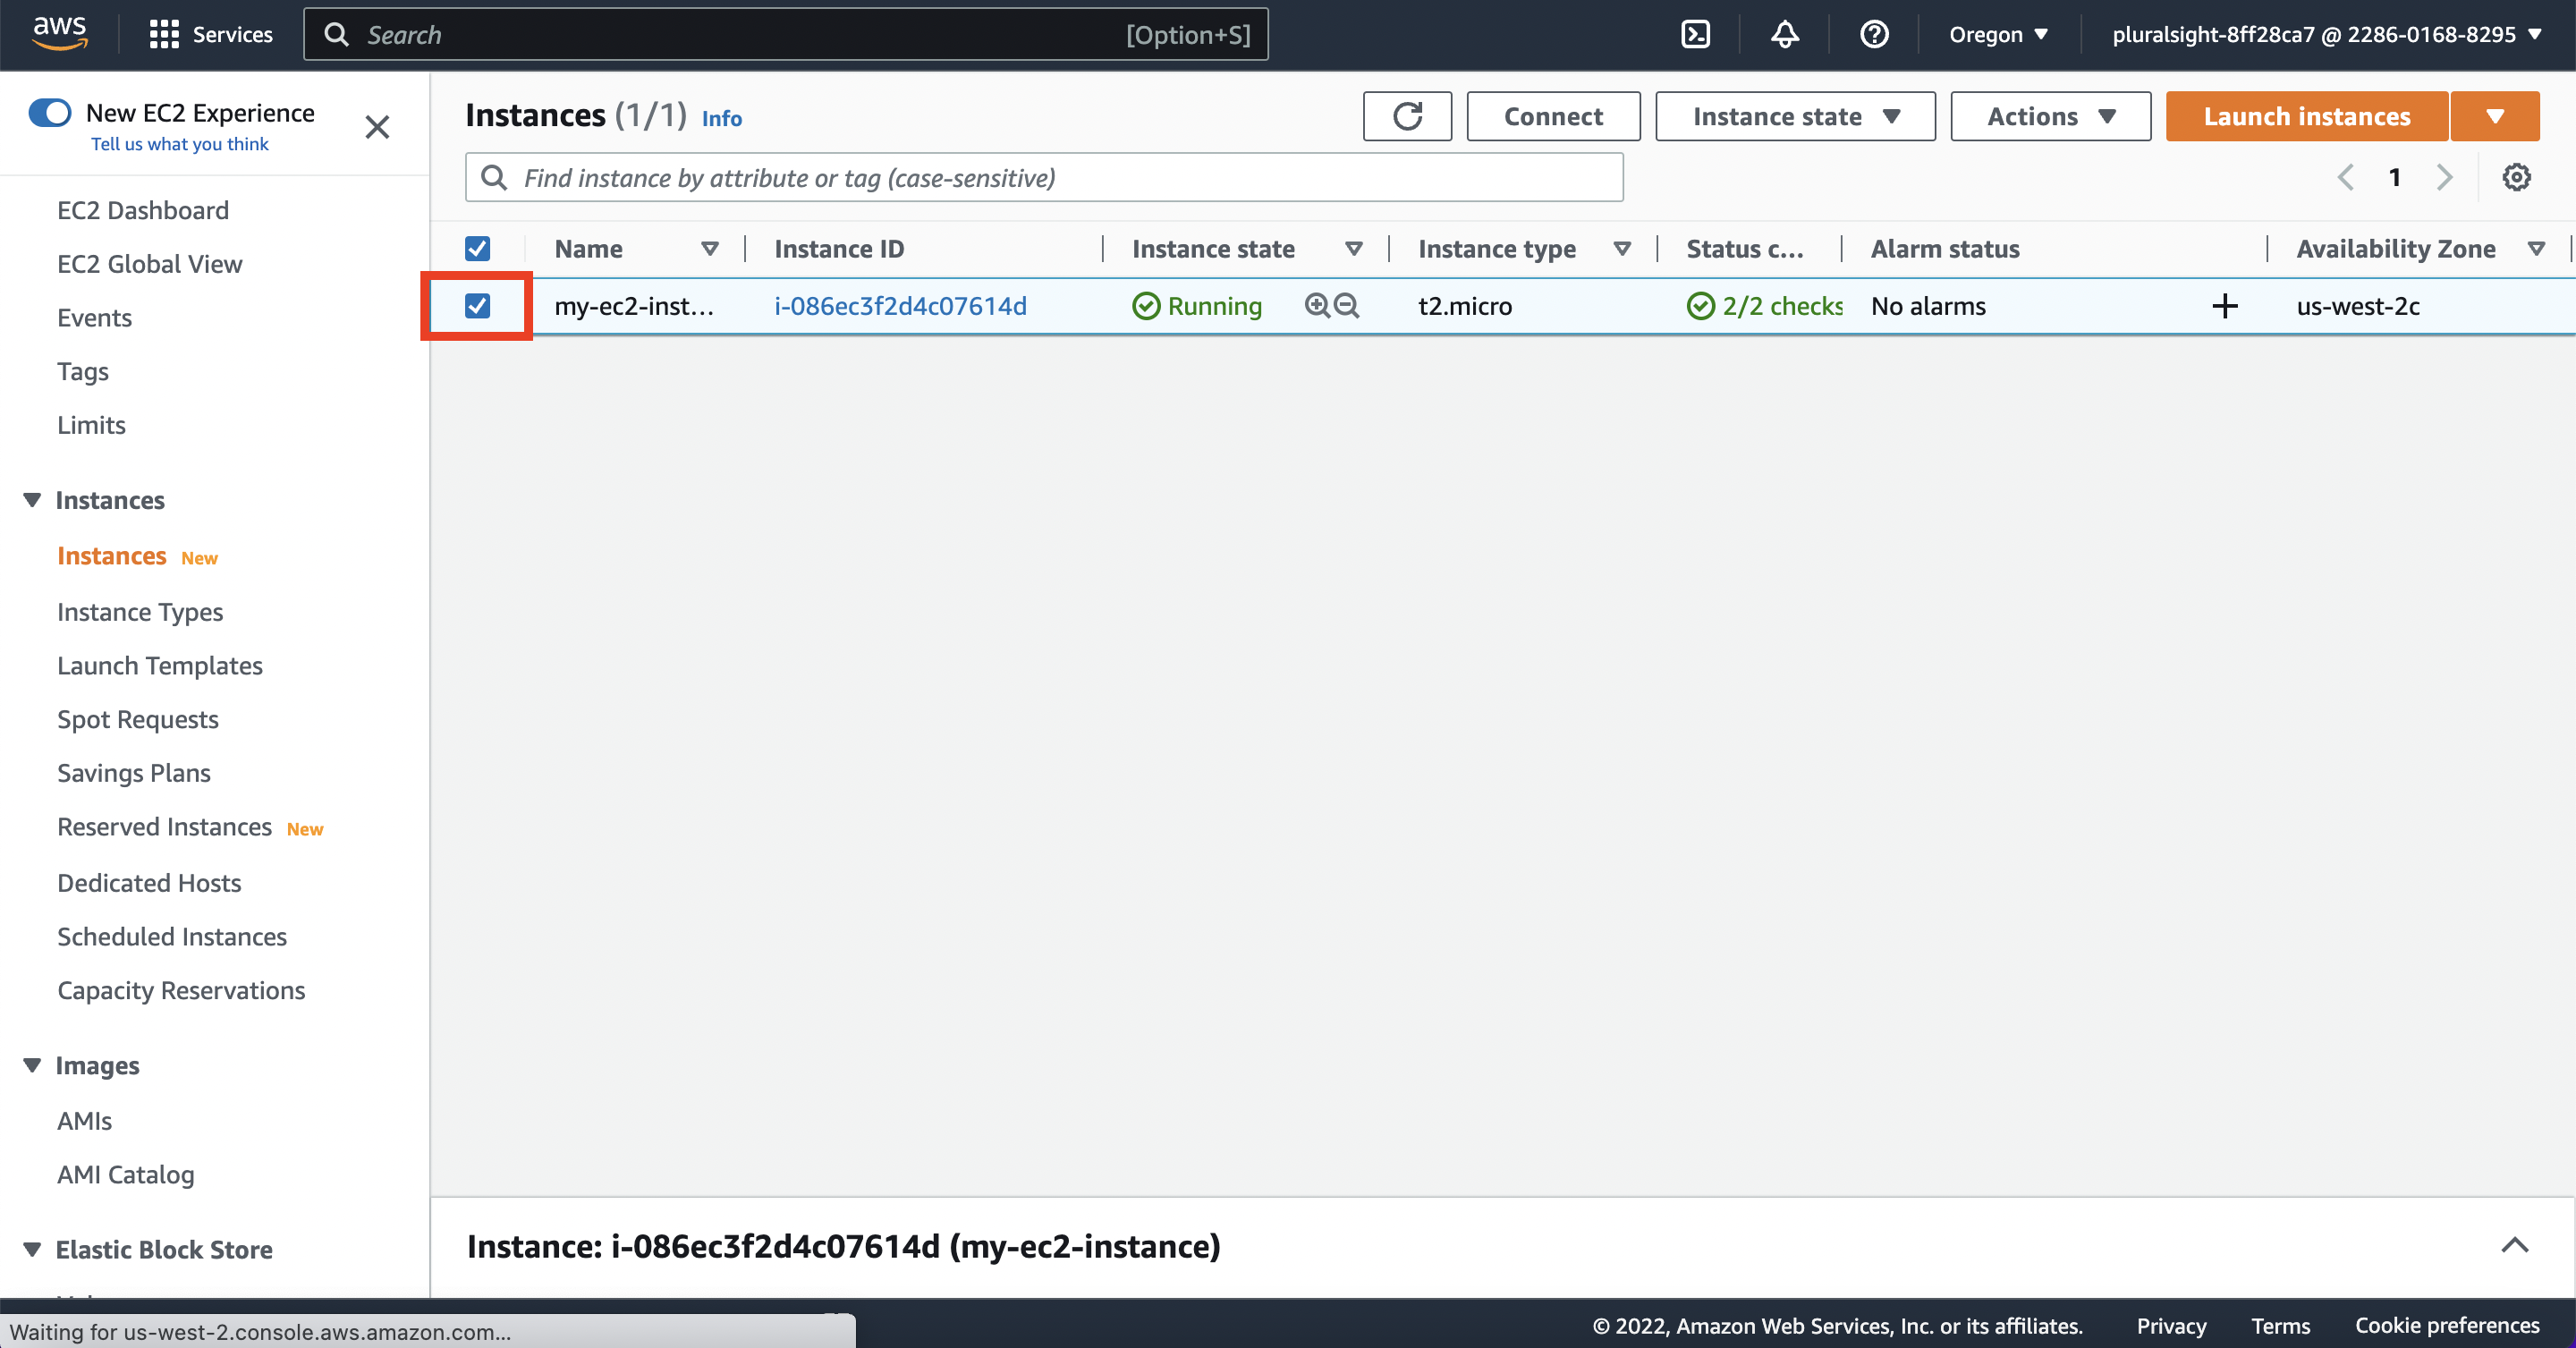 aws
Services
Search [Option+S]
Oregon
pluralsight-8ff28ca7 @ 2286-0168-8295
New EC2 Experience
Tell us what you think
EC2 Dashboard
EC2 Global View
Events
Tags
Limits
Instances
Instances New
Instance Types
Launch Templates
Spot Requests
Savings Plans
Reserved Instances New
Dedicated Hosts
Scheduled Instances
Capacity Reservations
Images
AMIs
AMI Catalog
Elastic Block Store
Instances (1/1) Info
Connect
Instance state
Actions
Launch instances
Find instance by attribute or tag (case-sensitive)
1
Name Instance ID Instance state Instance type Status c... Alarm status Availability Zone
my-ec2-inst... i-086ec3f2d4c07614d Running t2.micro 2/2 checks No alarms + us-west-2c
Instance: i-086ec3f2d4c07614d (my-ec2-instance)
Waiting for us-west-2.console.aws.amazon.com...
© 2022, Amazon Web Services, Inc. or its affiliates. Privacy Terms Cookie preferences